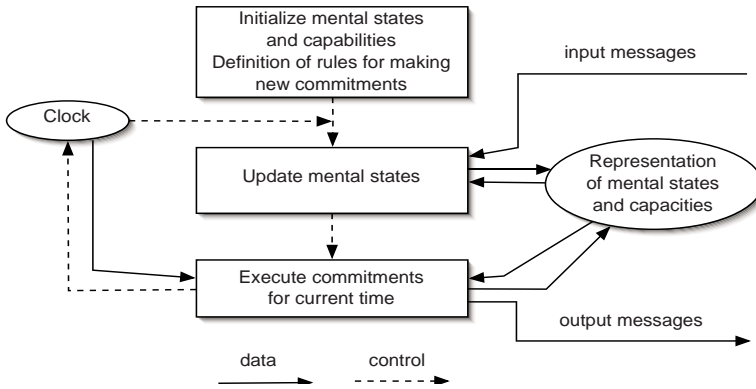 Initialize mental states
and capabilities
Definition of rules for making
new commitments
input messages
Clock
Update mental states
Representation
of mental states
and capacities
Execute commitments
for current time
output messages
data
control